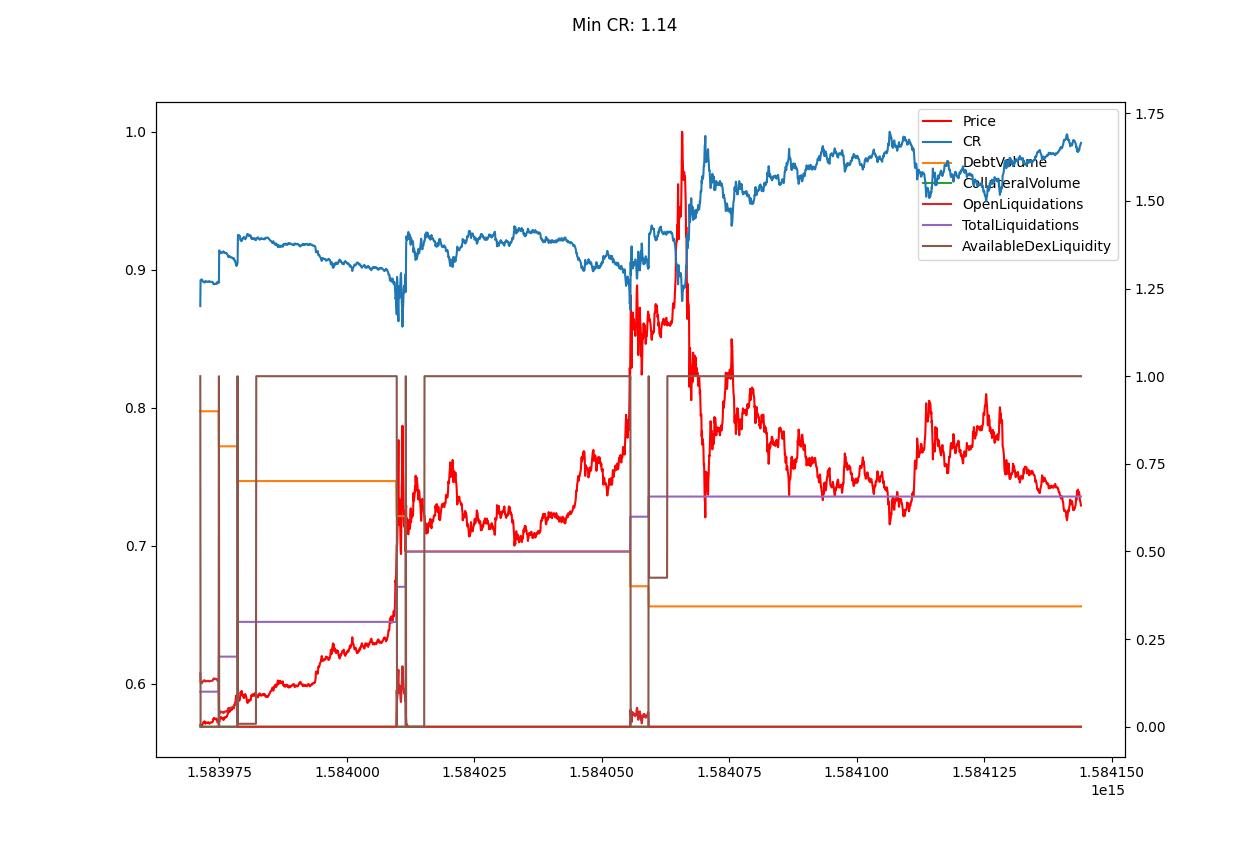 Min CR: 1.14
1.0
0.9
0.8
0.7
0.6
1.75
1.50
1.25
1.00
0.75
0.50
0.25
0.00
Price
CR
DebtVolume
CollateralVolume
OpenLiquidations
TotalLiquidations
AvailableDexLiquidity
1.583975 1.584000 1.584025 1.584050 1.584075 1.584100 1.584125 1.584150
1e15